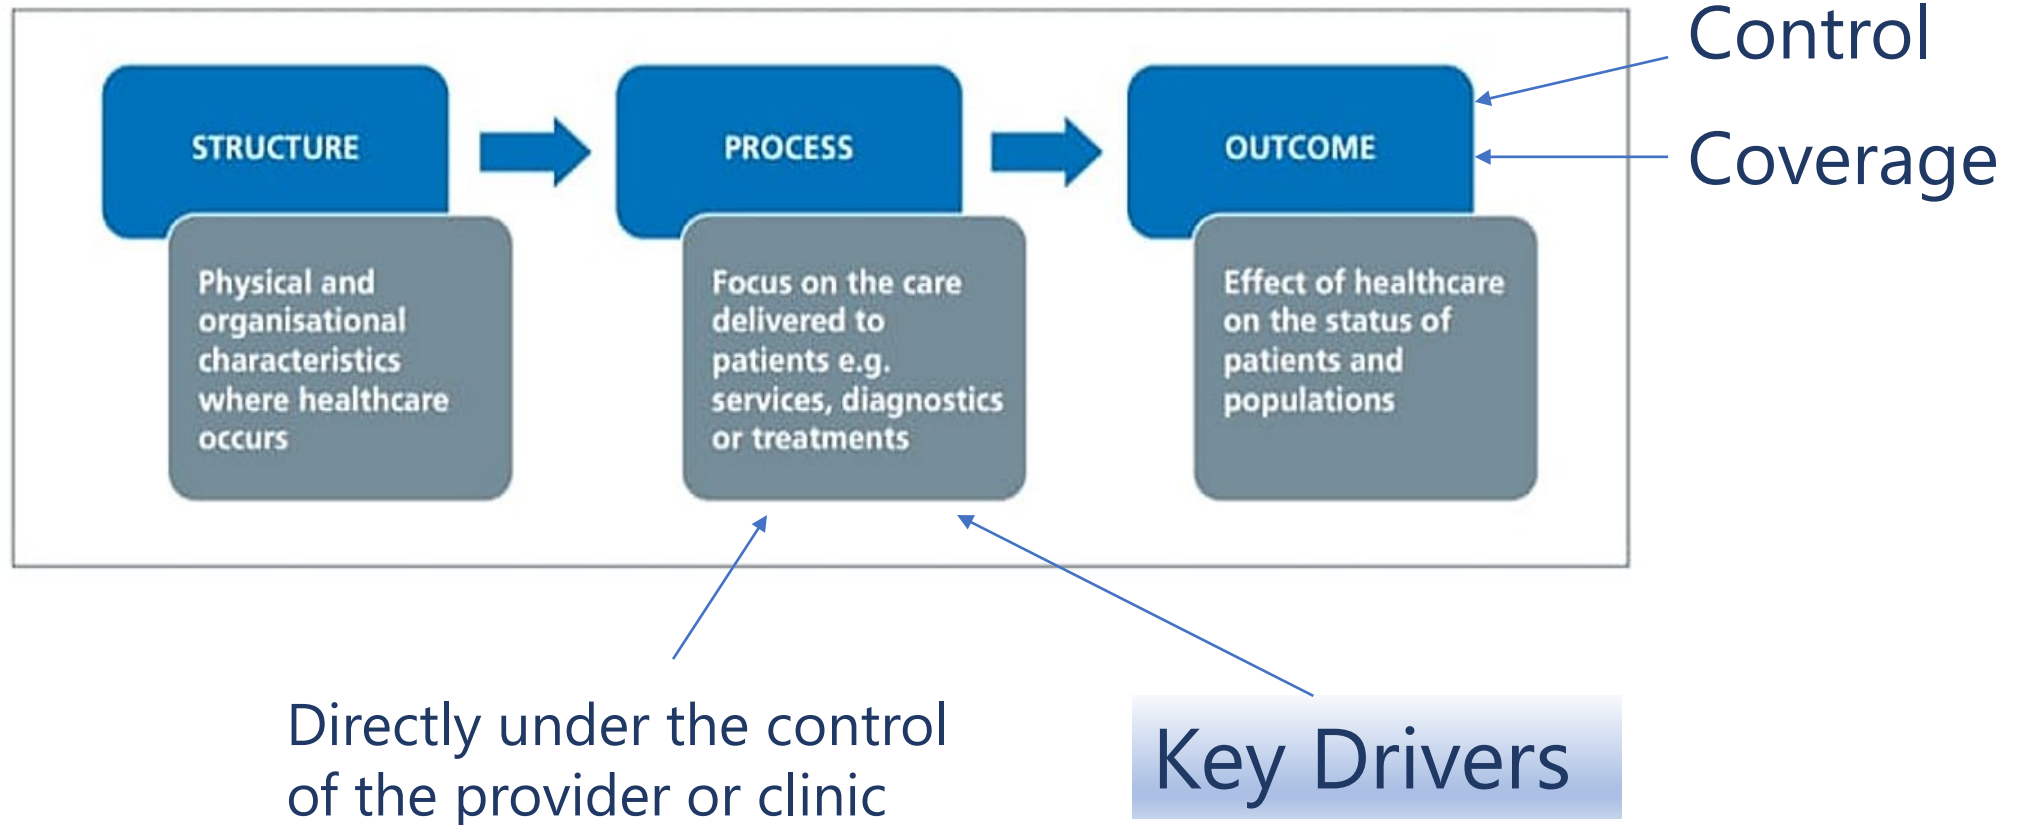 Control
Coverage
STRUCTURE
Physical and
organisational
characteristics
where healthcare
occurs
PROCESS
Focus on the care
delivered to
patients e.g.
services, diagnostics
or treatments
OUTCOME
Effect of healthcare
on the status of
patients and
populations
Directly under the control
of the provider or clinic
Key Drivers